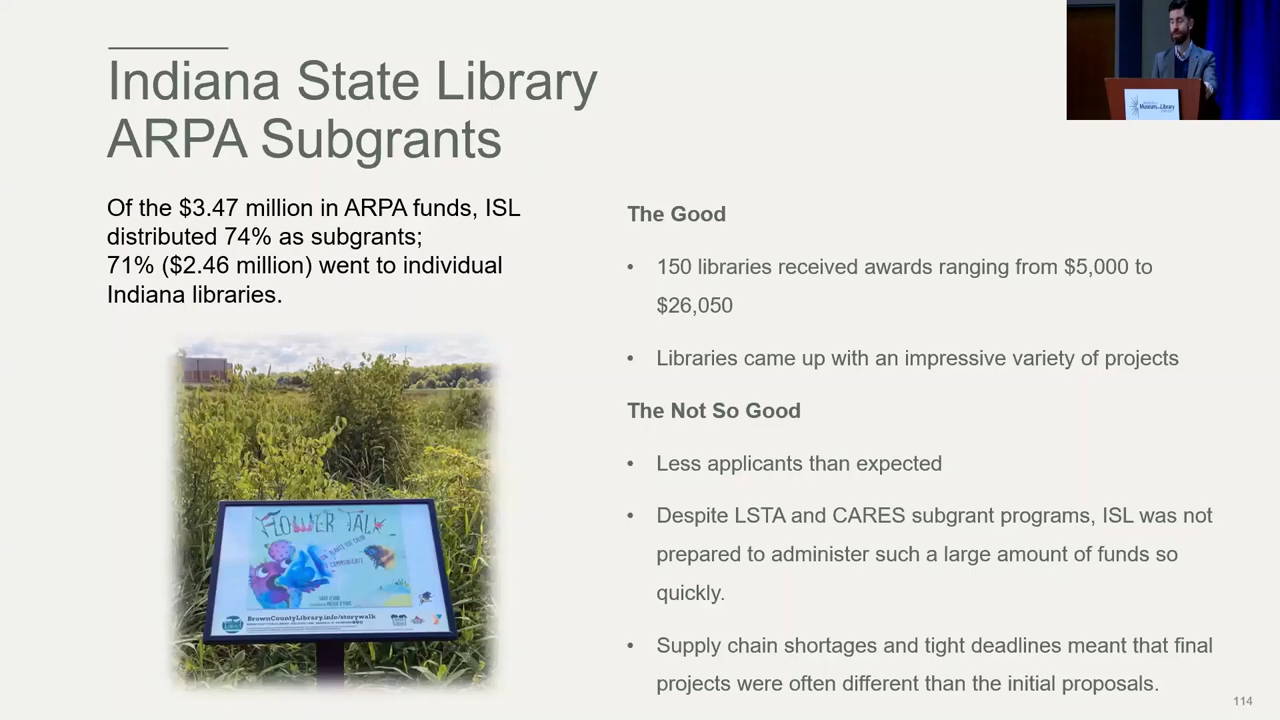 Indiana State Library
ARPA Subgrants
Of the $3.47 million in ARPA funds, ISL
distributed 74% as subgrants;
71% ($2.46 million) went to individual
Indiana libraries.
FLOWER TALK
COMMUNICATE
BrownCountyLibrary.info/storywalk
The Good
• 150 libraries received awards ranging from $5,000 to
$26,050
• Libraries came up with an impressive variety of projects
The Not So Good
• Less applicants than expected
• Despite LSTA and CARES subgrant programs, ISL was not
prepared to administer such a large amount of funds so
quickly.
• Supply chain shortages and tight deadlines meant that final
projects were often different than the initial proposals.
Museum and Library
114